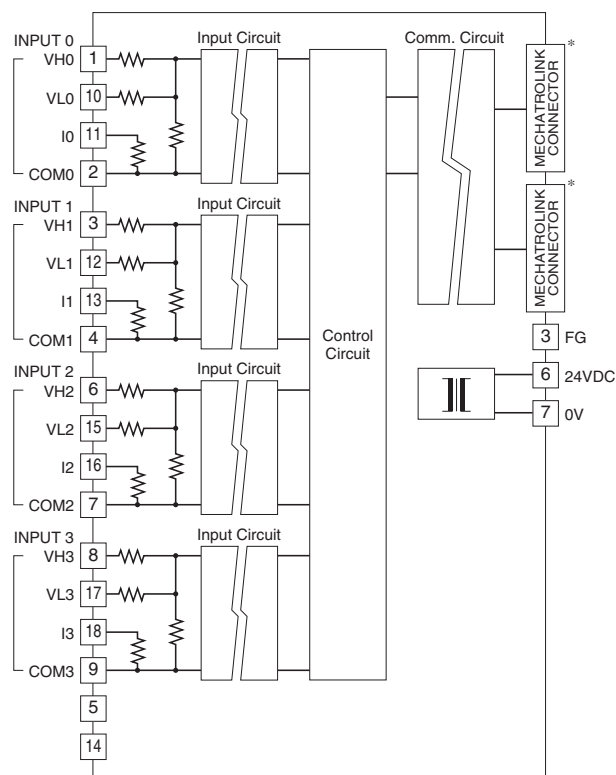 INPUT 0
VH0 1
VL0 10
I0 11
COM0 2
Input Circuit
INPUT 1
VH1 3
VL1 12
I1 13
COM1 4
Input Circuit
INPUT 2
VH2 6
VL2 15
I2 16
COM2 7
Input Circuit
INPUT 3
VH3 8
VL3 17
I3 18
COM3 9
Input Circuit
5
14
Control
Circuit
Comm. Circuit
MECHATROLINK
CONNECTOR
*
MECHATROLINK
CONNECTOR
*
3 FG
6 24VDC
7 0V